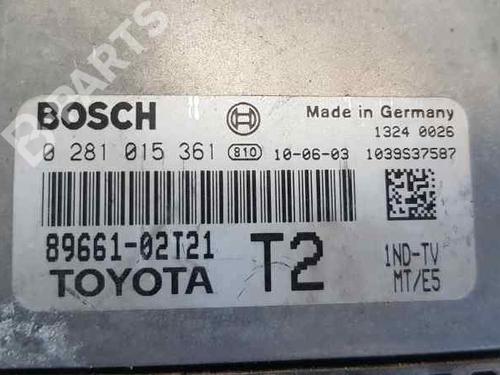 B-PARTS
BOSCH
Made in Germany
1324 0026
0 281 015 361 810 10-06-03 1039S37587
89661-02T21
TOYOTA
T2
1ND-TV
MT/E5